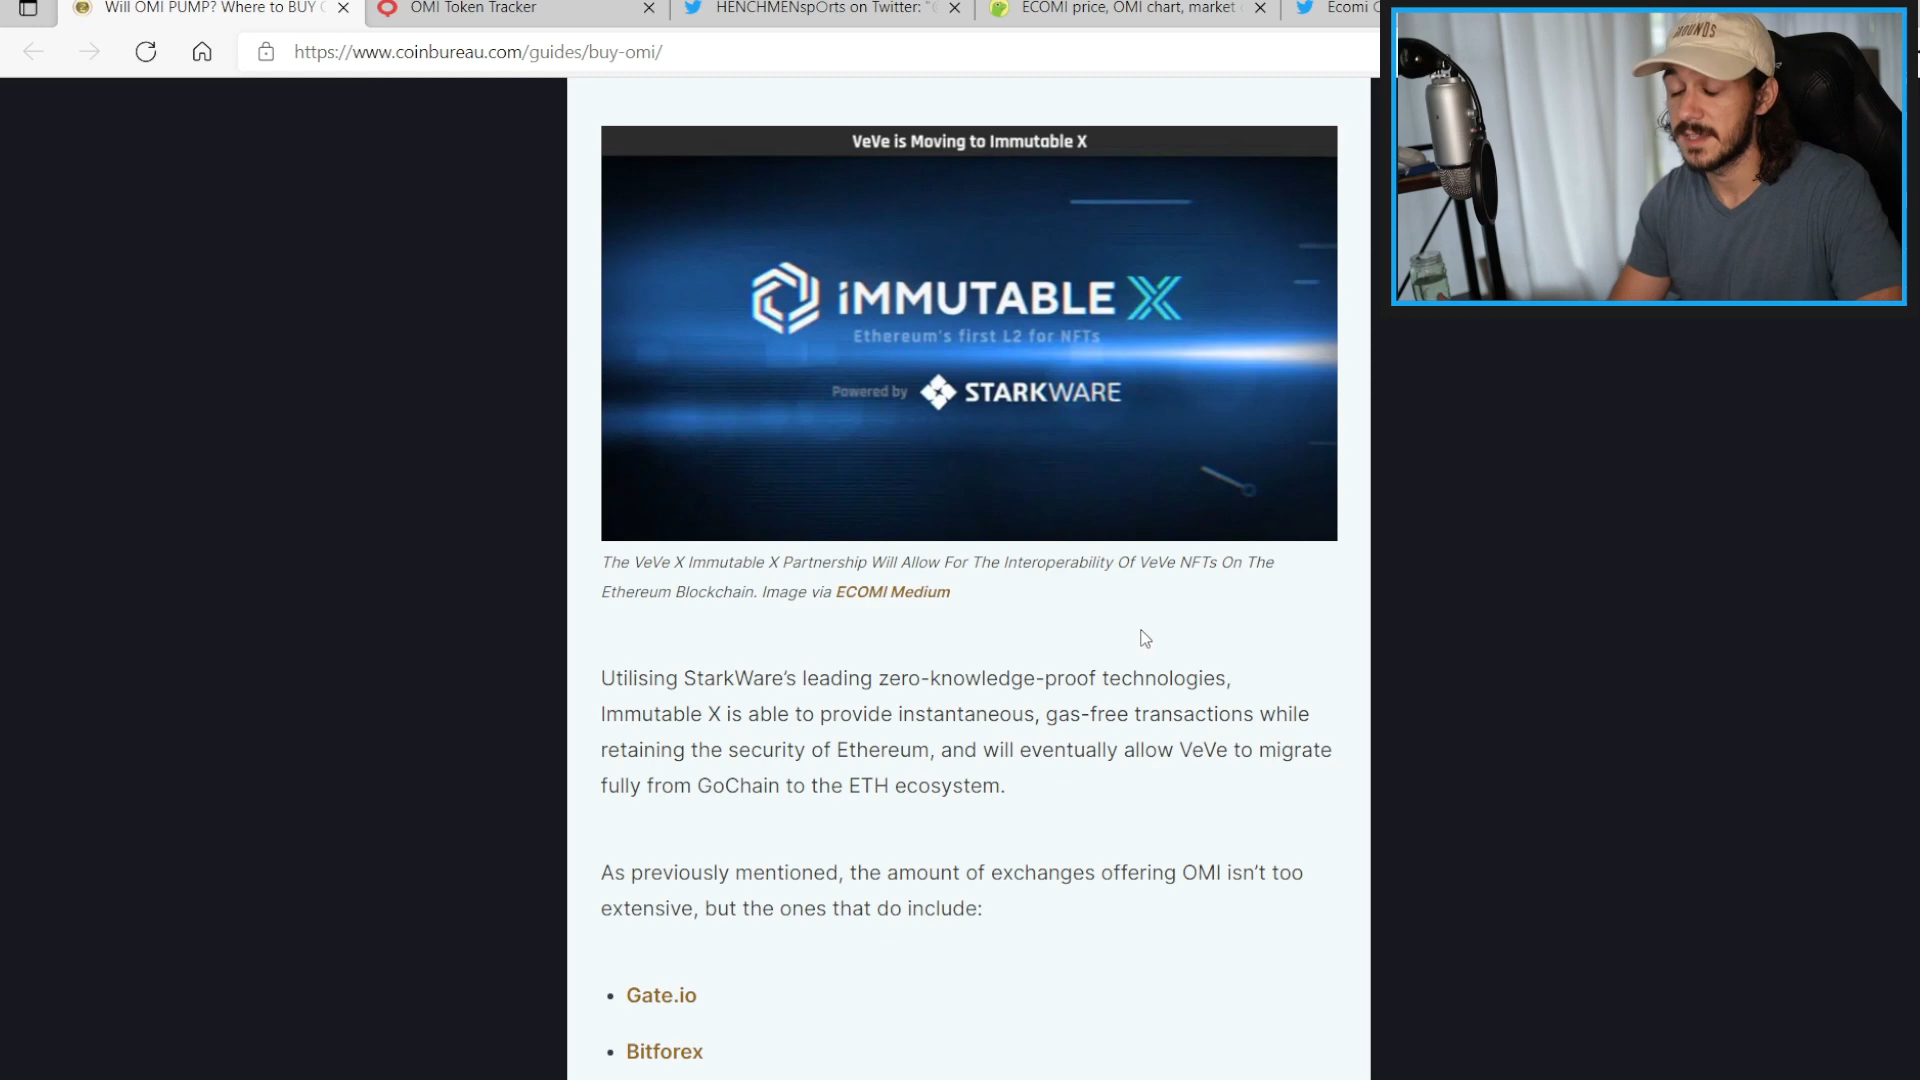 Will OMI PUMP? Where to BUY
OMI Token Tracker
HENCHMENspOrts on Twitter: "
ECOMI price, OMI chart, market
Ecomi
https://www.coinbureau.com/guides/buy-omi/
VeVe is Moving to Immutable X
iMMUTABLE X
Ethereum's first L2 for NFTs
Powered by STARKWARE
The VeVe X Immutable X Partnership Will Allow For The Interoperability Of VeVe NFTs On The
Ethereum Blockchain. Image via ECOMI Medium
Utilising StarkWare’s leading zero-knowledge-proof technologies,
Immutable X is able to provide instantaneous, gas-free transactions while
retaining the security of Ethereum, and will eventually allow VeVe to migrate
fully from GoChain to the ETH ecosystem.
As previously mentioned, the amount of exchanges offering OMI isn’t too
extensive, but the ones that do include:
• Gate.io
• Bitforex